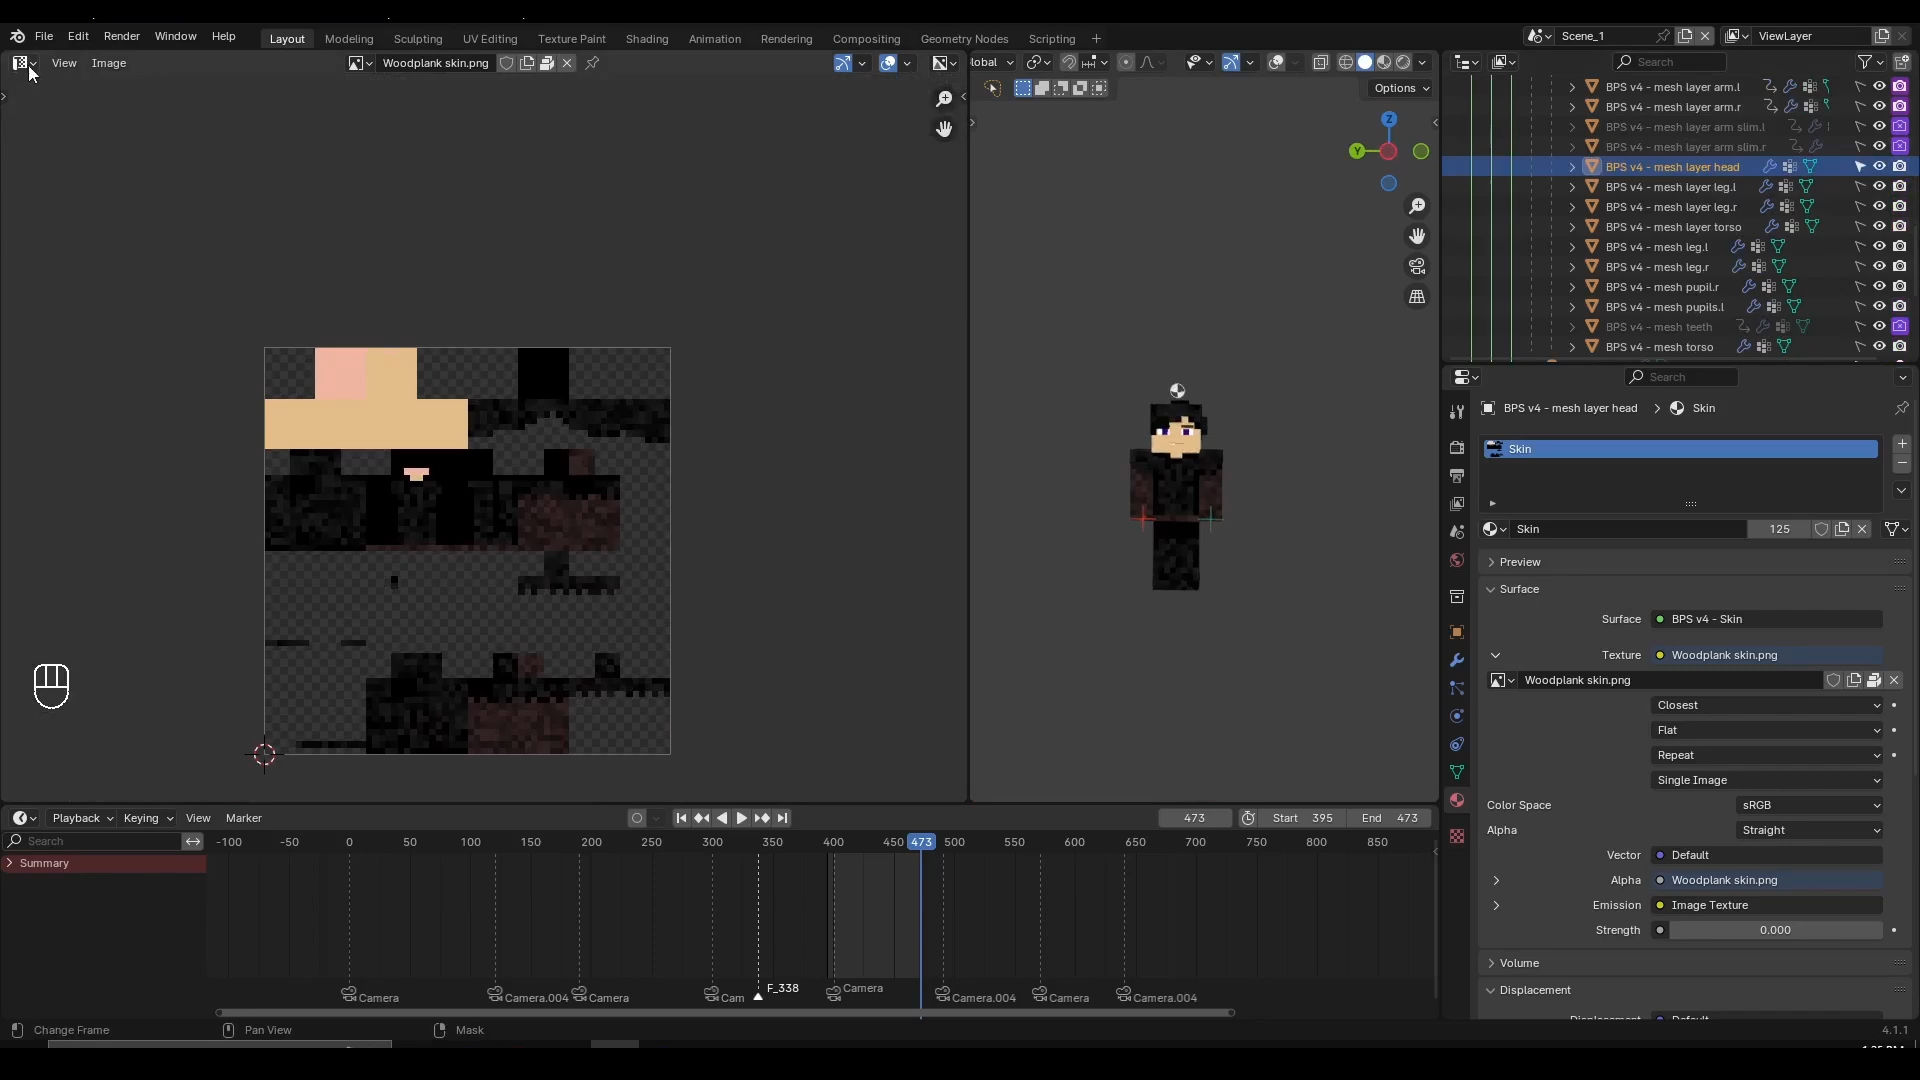 File Edit Render Window Help Layout Modeling Sculpting UV Editing Texture Paint Shading Animation Rendering Compositing Geometry Nodes Scripting + Scene_1 ViewLayer
View Image Woodplank skin.png lobal Search
Options
BPS v4 - mesh layer arm.l
BPS v4 - mesh layer arm.r
BPS v4 - mesh layer arm slim.l
BPS v4 - mesh layer arm slim.r
BPS v4 - mesh layer head
BPS v4 - mesh layer leg.l
BPS v4 - mesh layer leg.r
BPS v4 - mesh layer torso
BPS v4 - mesh leg.l
BPS v4 - mesh leg.r
BPS v4 - mesh pupil.r
BPS v4 - mesh pupils.l
BPS v4 - mesh teeth
BPS v4 - mesh torso
Z
Y
Search
BPS v4 - mesh layer head > Skin
Skin
Skin 125
Preview
Surface
Surface BPS v4 - Skin
Texture Woodplank skin.png
Woodplank skin.png
Closest
Flat
Repeat
Single Image
Color Space sRGB
Alpha Straight
Vector Default
Alpha Woodplank skin.png
Emission Image Texture
Strength 0.000
Volume
Displacement
Default
Playback Keying View Marker 473 Start 395 End 473
Search -100 -50 0 50 100 150 200 250 300 350 400 450 473 500 550 600 650 700 750 800 850
Summary
F_338 Camera
Camera Camera.004 Camera Cam Camera.004 Camera Camera.004
Change Frame Pan View Mask 4.1.1